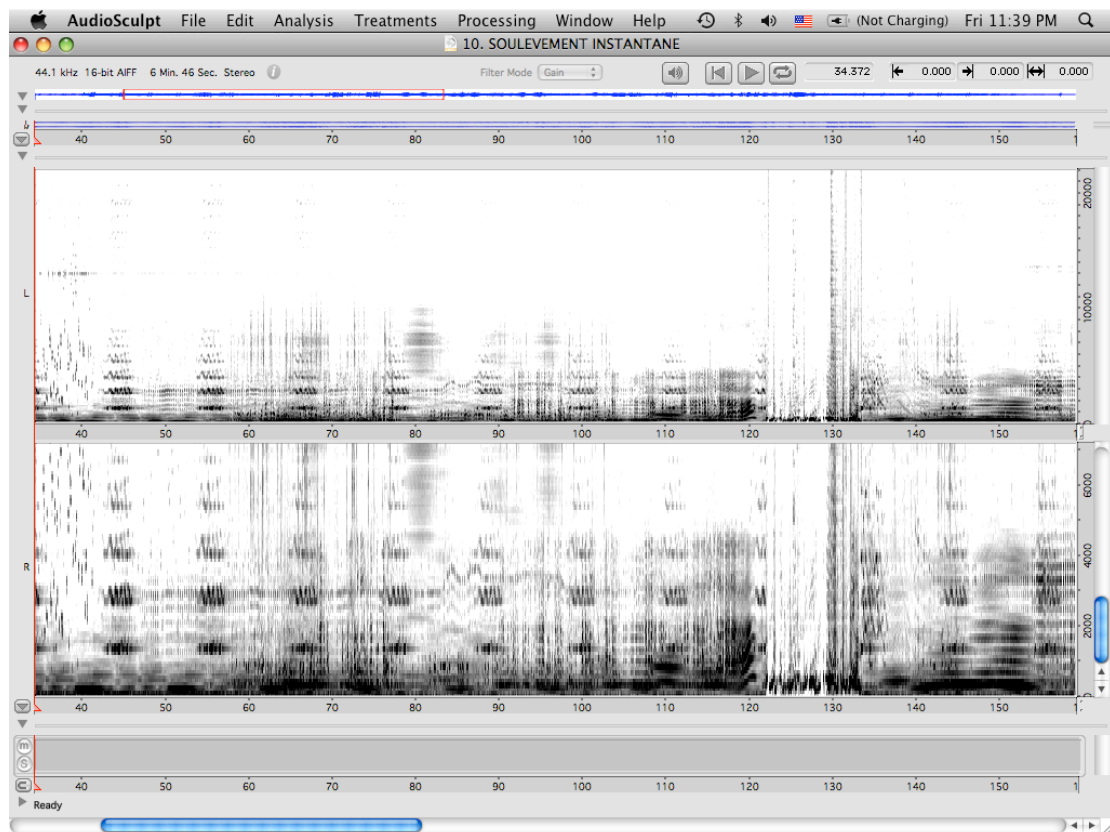 AudioSculpt File Edit Analysis Treatments Processing Window Help (Not Charging) Fri 11:39 PM
10. SOULEVEMENT INSTANTANE
44.1 kHz 16-bit AIFF 6 Min. 46 Sec. Stereo Filter Mode Gain 34.372 0.000 0.000 0.000
40 50 60 70 80 90 100 110 120 130 140 150 1
L
20000
10000
0
40 50 60 70 80 90 100 110 120 130 140 150 1
R
6000
4000
2000
0
40 50 60 70 80 90 100 110 120 130 140 150
m
S
40 50 60 70 80 90 100 110 120 130 140 150 1
Ready